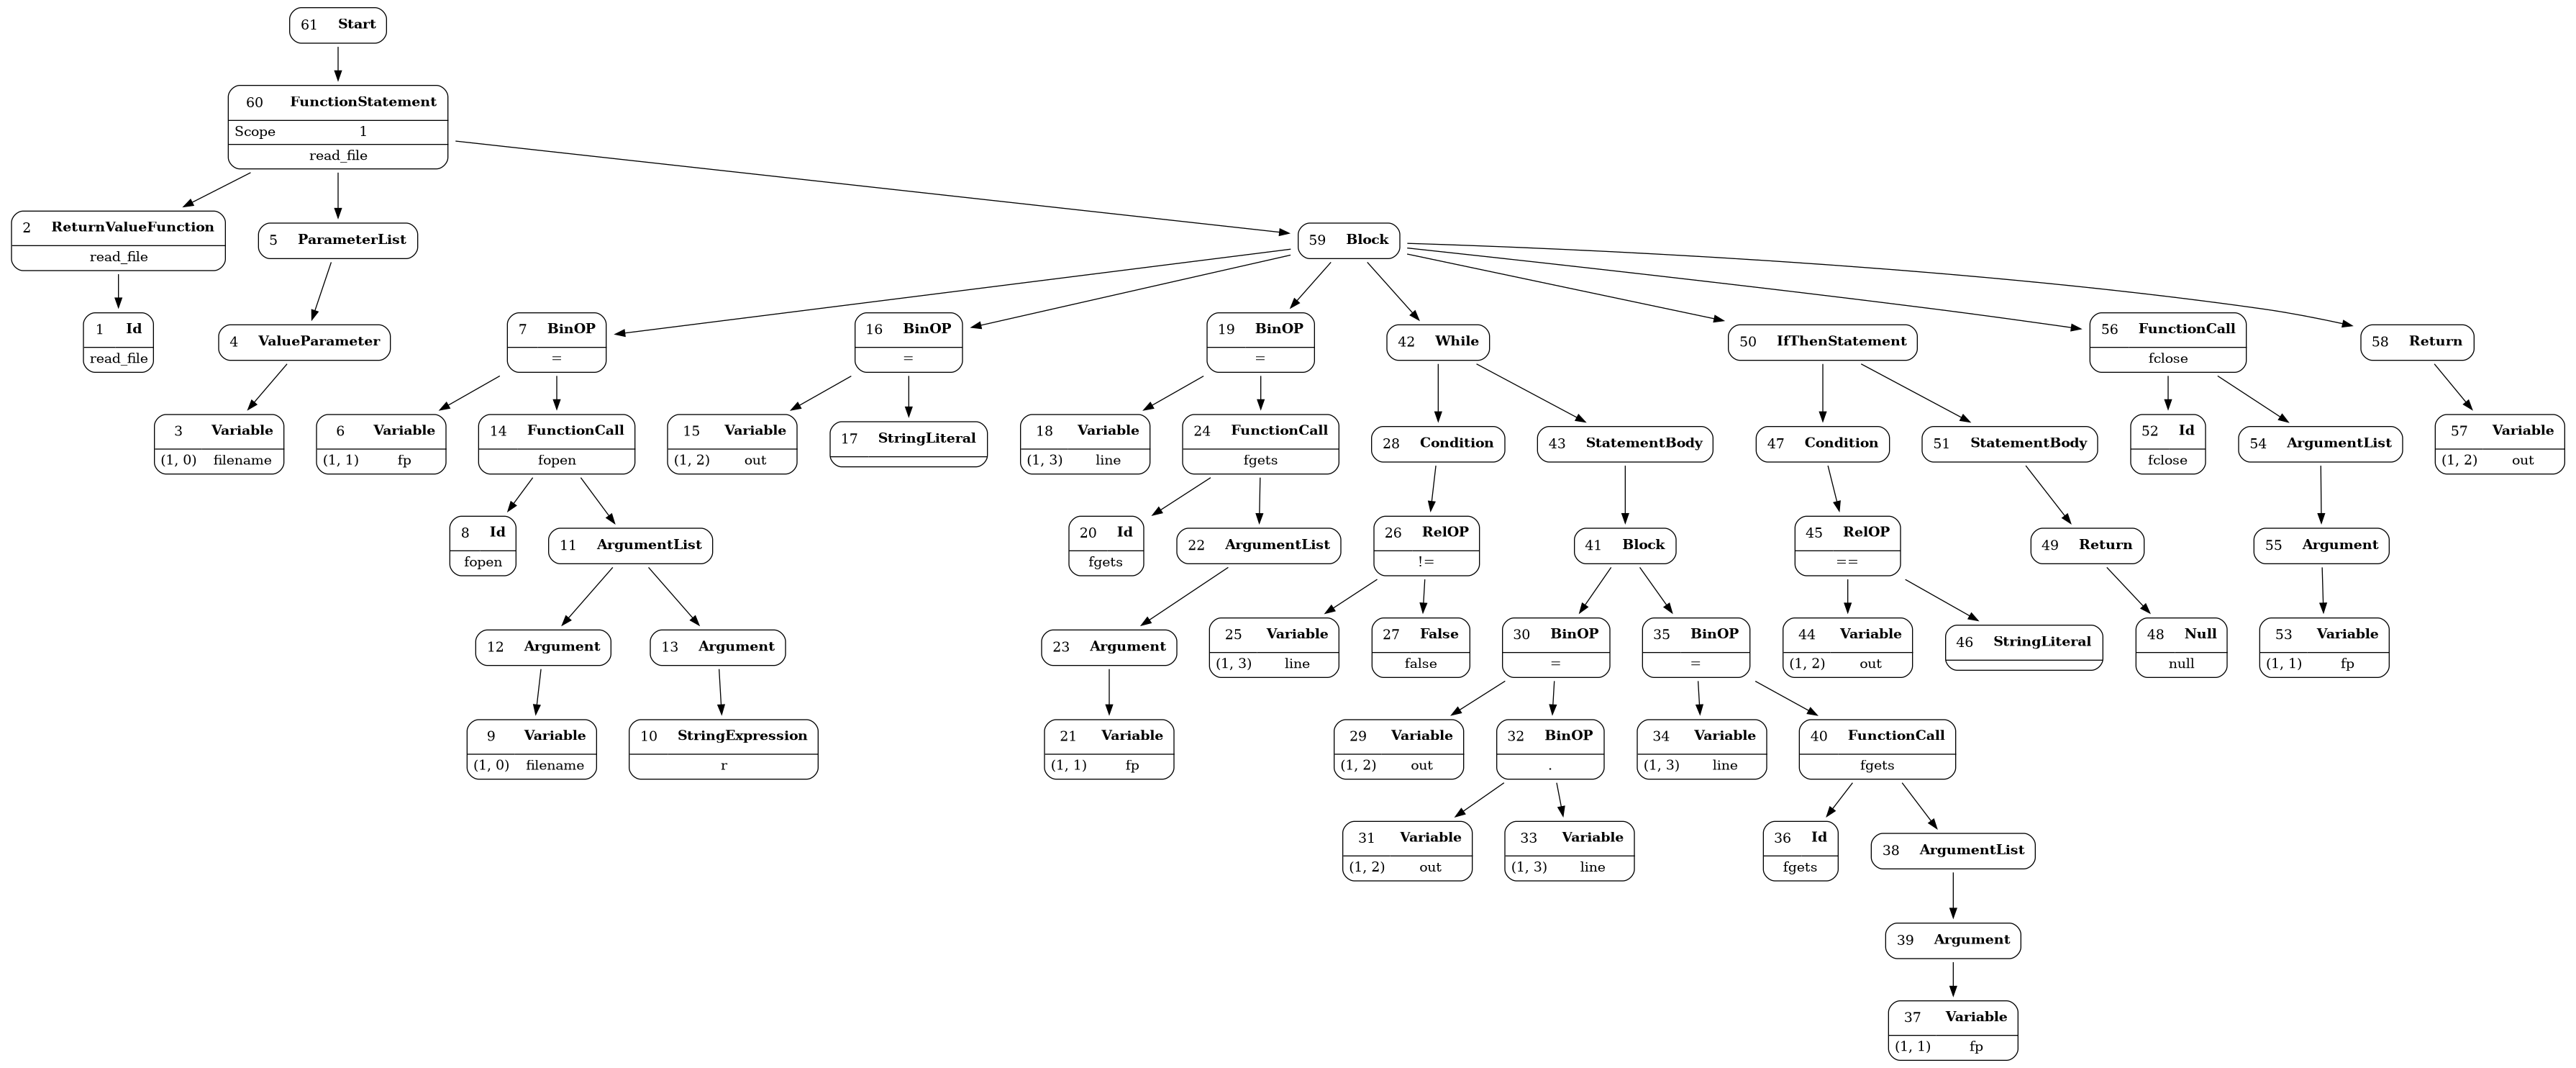 61 Start
60 FunctionStatement
Scope 1
read_file
2 ReturnValueFunction
read_file
5 ParameterList
59 Block
1 Id
read_file
4 ValueParameter
7 BinOP
=
16 BinOP
=
19 BinOP
=
42 While
50 IfThenStatement
56 FunctionCall
fclose
58 Return
3 Variable
(1, 0) filename
6 Variable
(1, 1) fp
14 FunctionCall
fopen
15 Variable
(1, 2) out
17 StringLiteral
18 Variable
(1, 3) line
24 FunctionCall
fgets
28 Condition
43 StatementBody
47 Condition
51 StatementBody
52 Id
fclose
54 ArgumentList
57 Variable
(1, 2) out
8 Id
fopen
11 ArgumentList
20 Id
fgets
22 ArgumentList
26 RelOP
!=
41 Block
45 RelOP
==
49 Return
55 Argument
12 Argument
13 Argument
23 Argument
25 Variable
(1, 3) line
27 False
false
30 BinOP
=
35 BinOP
=
44 Variable
(1, 2) out
46 StringLiteral
48 Null
null
53 Variable
(1, 1) fp
9 Variable
(1, 0) filename
10 StringExpression
r
21 Variable
(1, 1) fp
29 Variable
(1, 2) out
32 BinOP
.
34 Variable
(1, 3) line
40 FunctionCall
fgets
31 Variable
(1, 2) out
33 Variable
(1, 3) line
36 Id
fgets
38 ArgumentList
39 Argument
37 Variable
(1, 1) fp